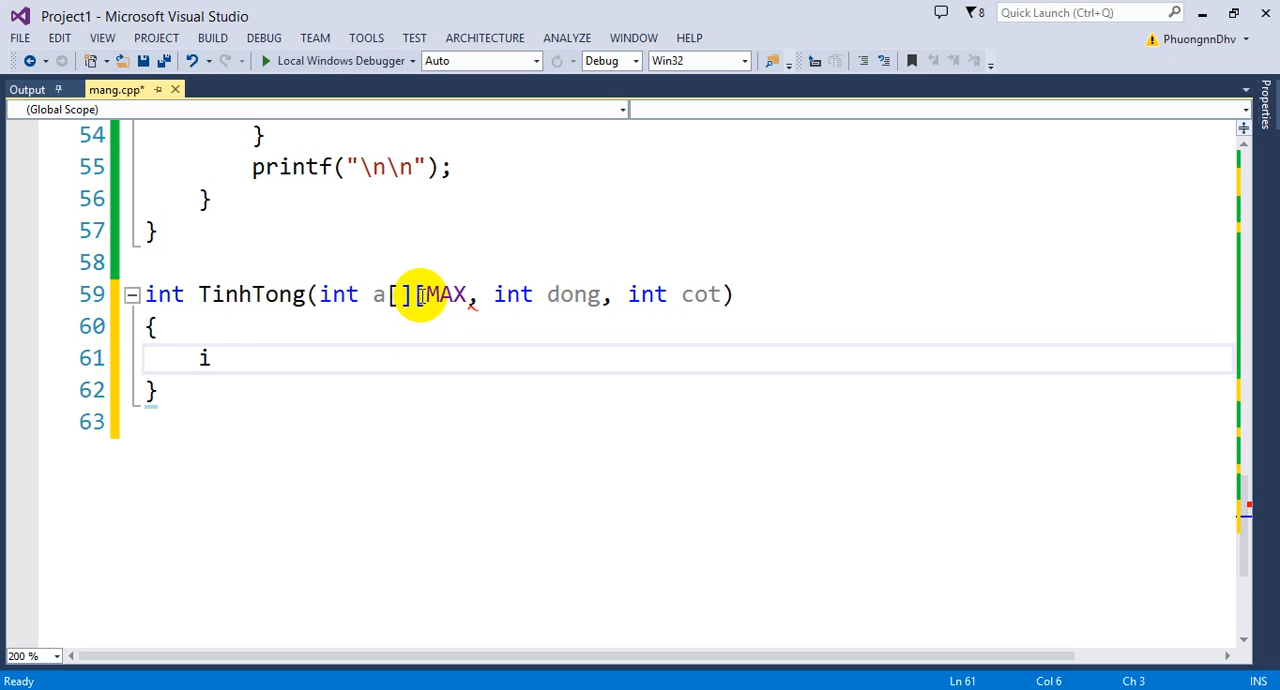 Project1 - Microsoft Visual Studio
8
Quick Launch (Ctrl+Q)
FILE EDIT VIEW PROJECT BUILD DEBUG TEAM TOOLS TEST ARCHITECTURE ANALYZE WINDOW HELP
PhuongnnDhv
Local Windows Debugger Auto Debug Win32
Output mang.cpp*
Properties
(Global Scope)
54 }
55 printf("\n\n");
56 }
57 }
58
59 int TinhTong(int a[][MAX, int dong, int cot)
60 {
61 i
62 }
63
200 %
Ready Ln 61 Col 6 Ch 3 INS